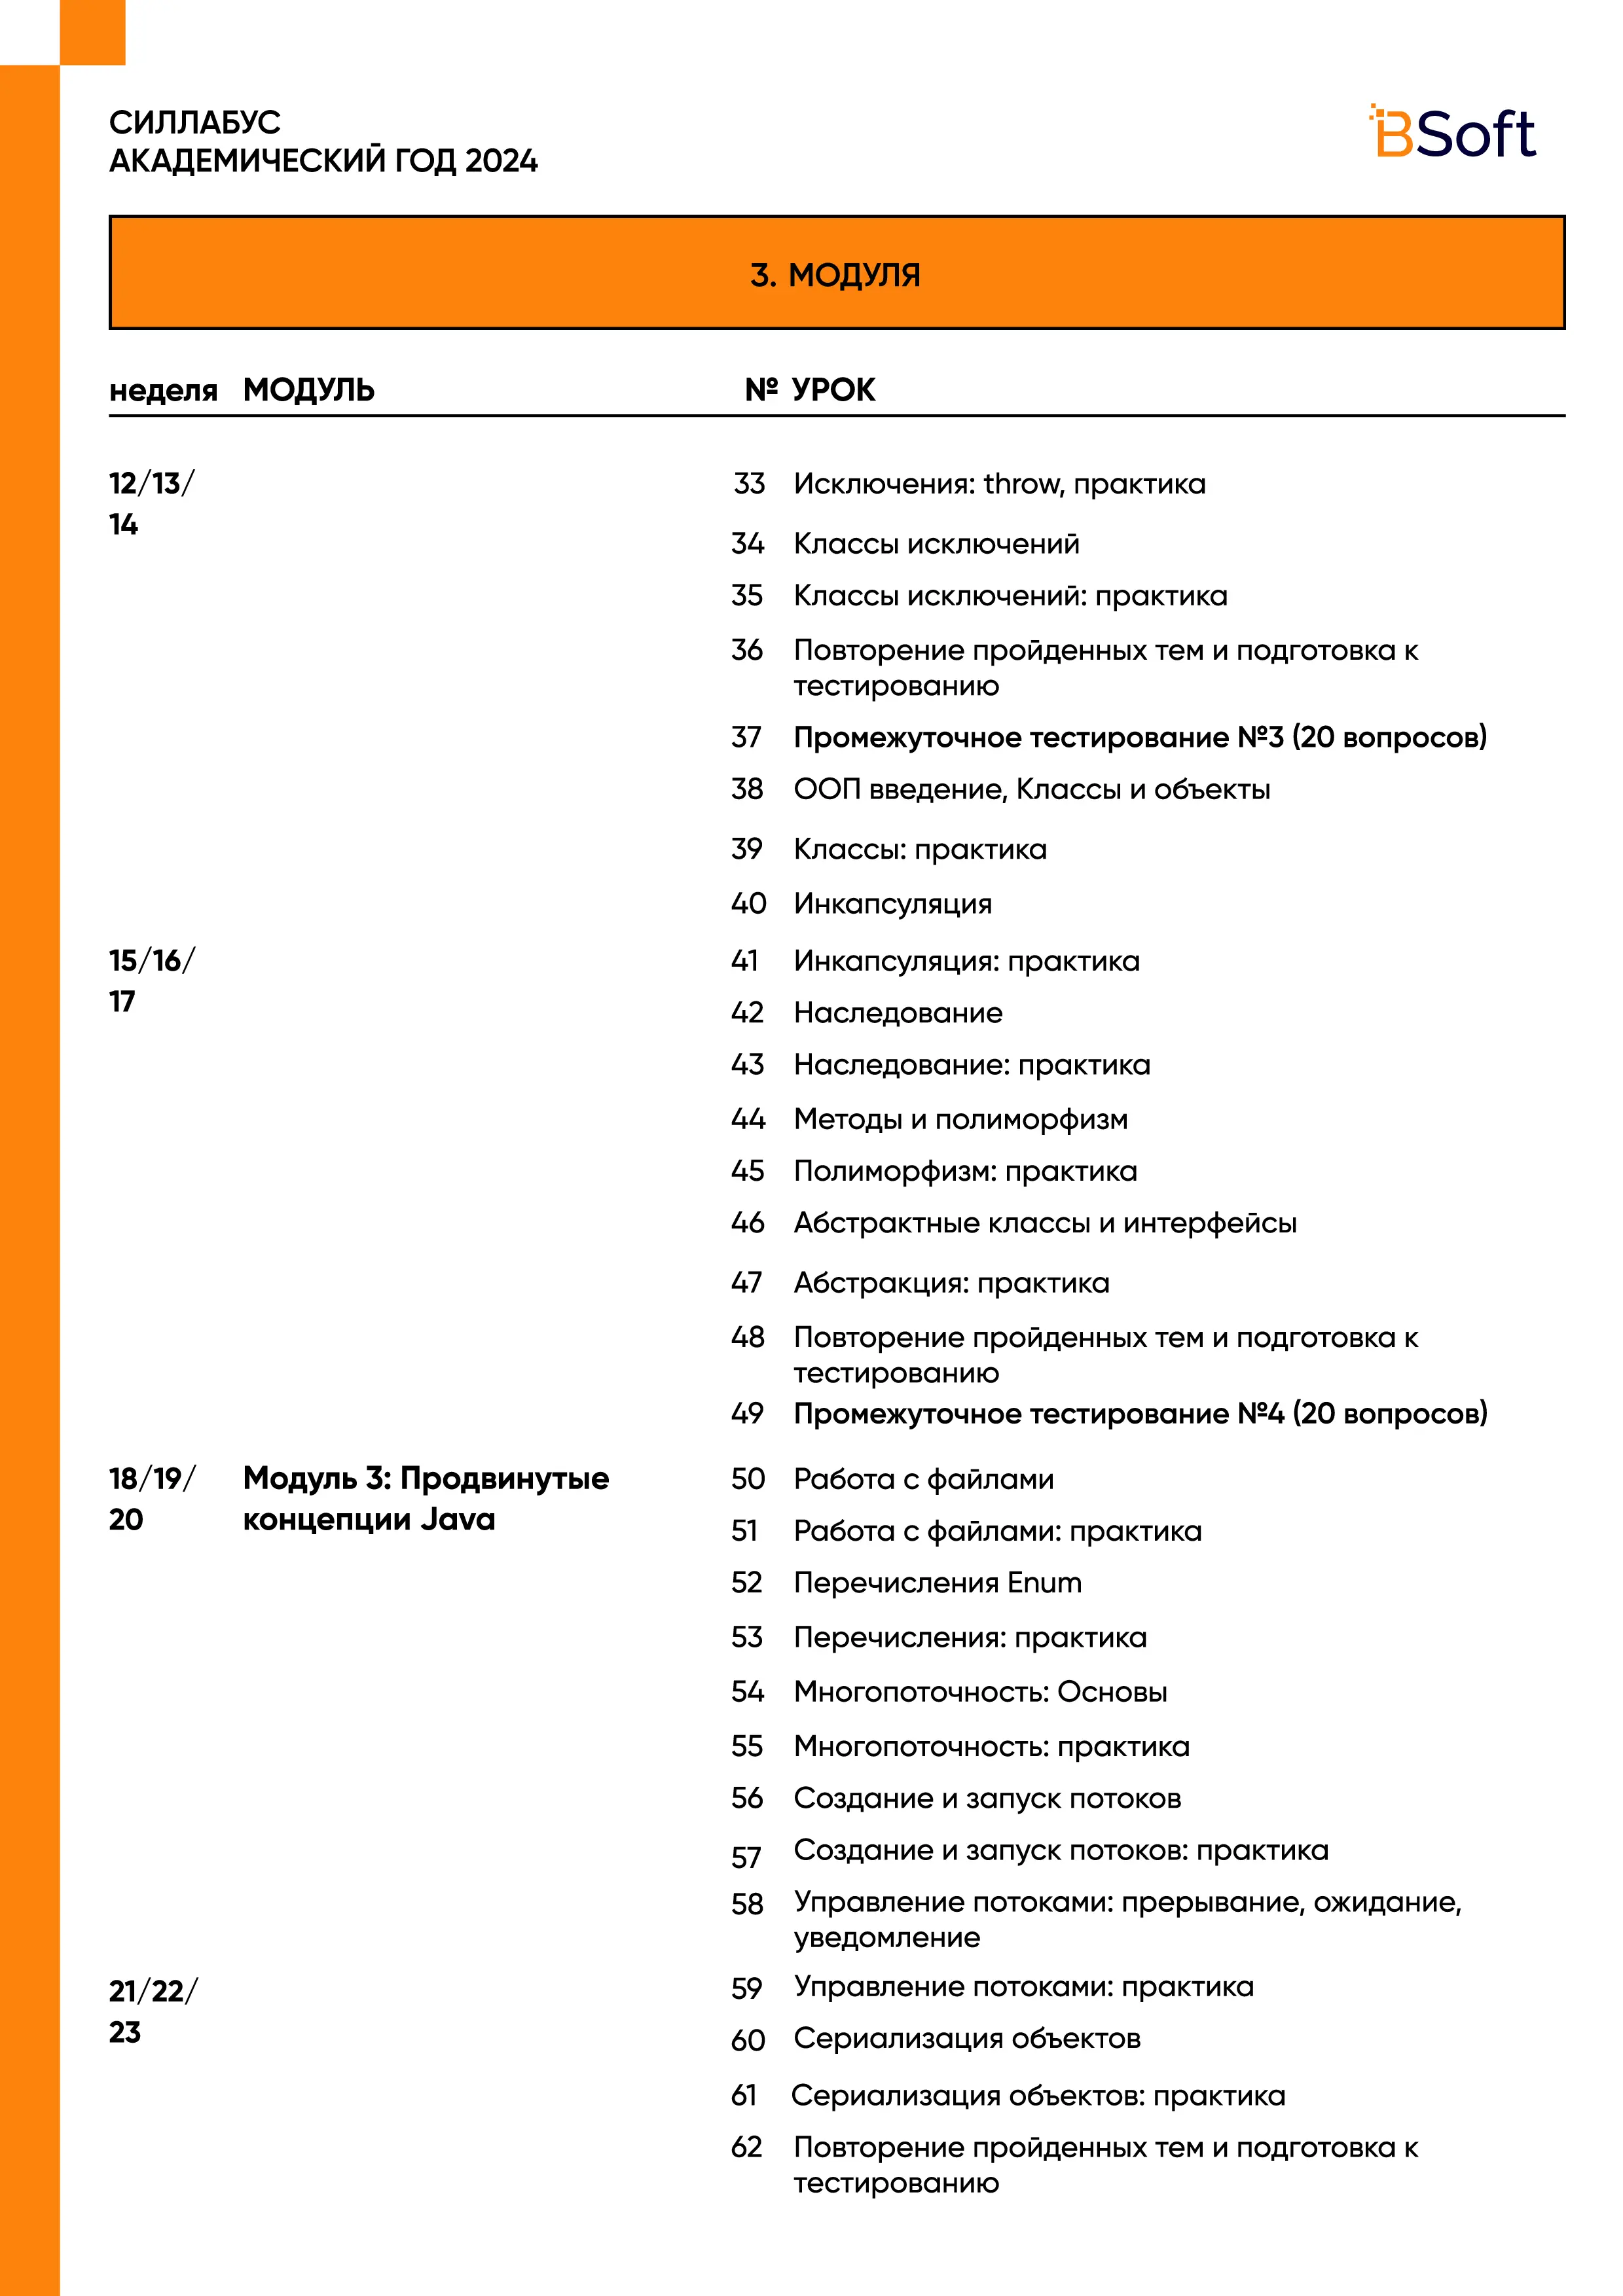 СИЛЛАБУС
АКАДЕМИЧЕСКИЙ ГОД 2024
BSoft
3. МОДУЛЯ
неделя МОДУЛЬ № УРОК
12/13/ 33 Исключения: throw, практика
14
34 Классы исключений
35 Классы исключений: практика
36 Повторение пройденных тем и подготовка к
тестированию
37 Промежуточное тестирование №3 (20 вопросов)
38 ООП введение, Классы и объекты
39 Классы: практика
40 Инкапсуляция
15/16/ 41 Инкапсуляция: практика
17
42 Наследование
43 Наследование: практика
44 Методы и полиморфизм
45 Полиморфизм: практика
46 Абстрактные классы и интерфейсы
47 Абстракция: практика
48 Повторение пройденных тем и подготовка к
тестированию
49 Промежуточное тестирование №4 (20 вопросов)
18/19/ Модуль 3: Продвинутые 50 Работа с файлами
20 концепции Java
51 Работа с файлами: практика
52 Перечисления Enum
53 Перечисления: практика
54 Многопоточность: Основы
55 Многопоточность: практика
56 Создание и запуск потоков
57 Создание и запуск потоков: практика
58 Управление потоками: прерывание, ожидание,
уведомление
21/22/ 59 Управление потоками: практика
23
60 Сериализация объектов
61 Сериализация объектов: практика
62 Повторение пройденных тем и подготовка к
тестированию